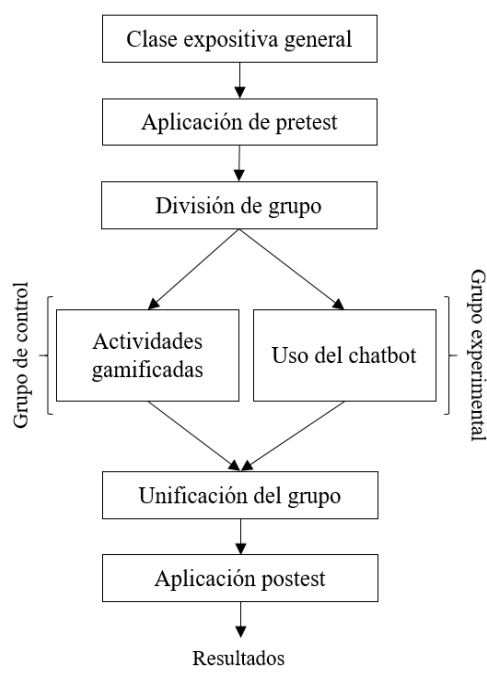 Clase expositiva general
Aplicación de pretest
División de grupo
Grupo de control
Actividades
gamificadas
Uso del chatbot
Grupo experimental
Unificación del grupo
Aplicación postest
Resultados